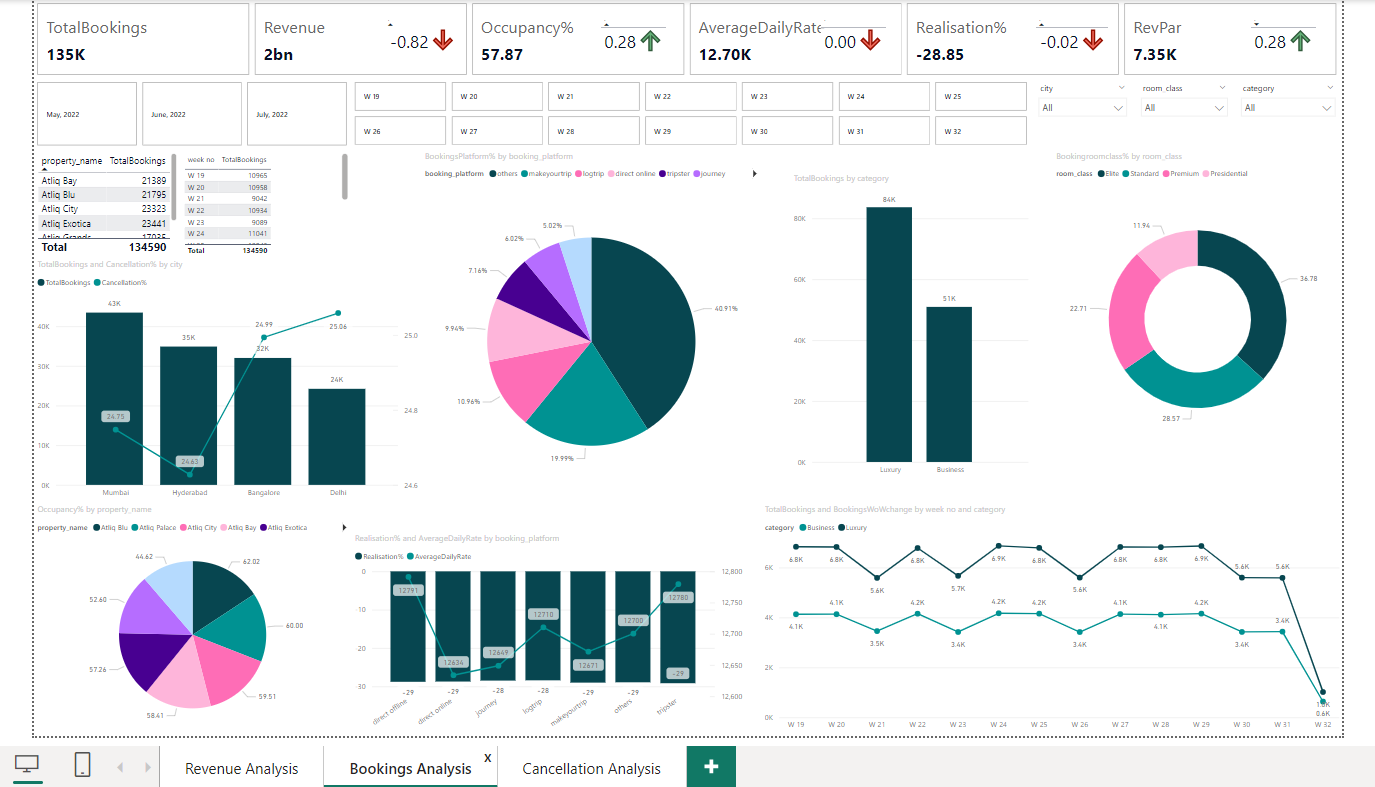 TotalBookings
135K
Revenue
2bn
-0.82
Occupancy%
57.87
0.28
AverageDailyRate
12.70K
0.00
Realisation%
-28.85
-0.02
RevPar
7.35K
0.28
May, 2022
June, 2022
July, 2022
W 19
W 20
W 21
W 22
W 23
W 24
W 25
W 26
W 27
W 28
W 29
W 30
W 31
W 32
city
All
room_class
All
category
All
property_name TotalBookings
Atliq Bay 21389
Atliq Blu 21795
Atliq City 23323
Atliq Exotica 23441
Total 134590
week no TotalBookings
W 19 10965
W 20 10958
W 21 9042
W 22 10934
W 23 9089
W 24 11041
Total 134590
BookingsPlatform% by booking_platform
booking_platform others makeyourtrip logtrip direct online tripster journey
5.02%
6.02%
7.16%
9.94%
10.96%
19.99%
40.91%
TotalBookings by category
84K
51K
80K
60K
40K
20K
0K
Luxury Business
Bookingroomclass% by room_class
room_class Elite Standard Premium Presidential
11.94
36.78
22.71
28.57
TotalBookings and Cancellation% by city
TotalBookings Cancellation%
43K
35K
32K
24K
24.75
24.63
24.99
25.06
40K
30K
20K
10K
0K
25.0
24.8
24.6
Mumbai Hyderabad Bangalore Delhi
Occupancy% by property_name
property_name Atliq Blu Atliq Palace Atliq City Atliq Bay Atliq Exotica
44.62
62.02
52.60
60.00
57.26
59.51
58.41
Realisation% and AverageDailyRate by booking_platform
Realisation% AverageDailyRate
0
10
20
30
12791
12634
12649
12710
12671
12700
12780
-29
-29
-28
-28
-29
-29
-29
12,800
12,750
12,700
12,650
12,600
direct offline direct online journey logtrip makeyourtrip others tripster
TotalBookings and BookingsWoWchange by week no and category
category Business Luxury
6K
4K
2K
0K
6.8K 6.8K 5.6K 6.8K 5.7K 6.9K 6.8K 5.6K 6.8K 6.8K 6.9K 5.6K 5.6K
4.1K 4.1K 3.5K 4.2K 3.4K 4.2K 4.2K 3.4K 4.1K 4.1K 4.2K 3.4K 3.4K 0.6K
W 19 W 20 W 21 W 22 W 23 W 24 W 25 W 26 W 27 W 28 W 29 W 30 W 31 W 32
Revenue Analysis
Bookings Analysis
X
Cancellation Analysis
+